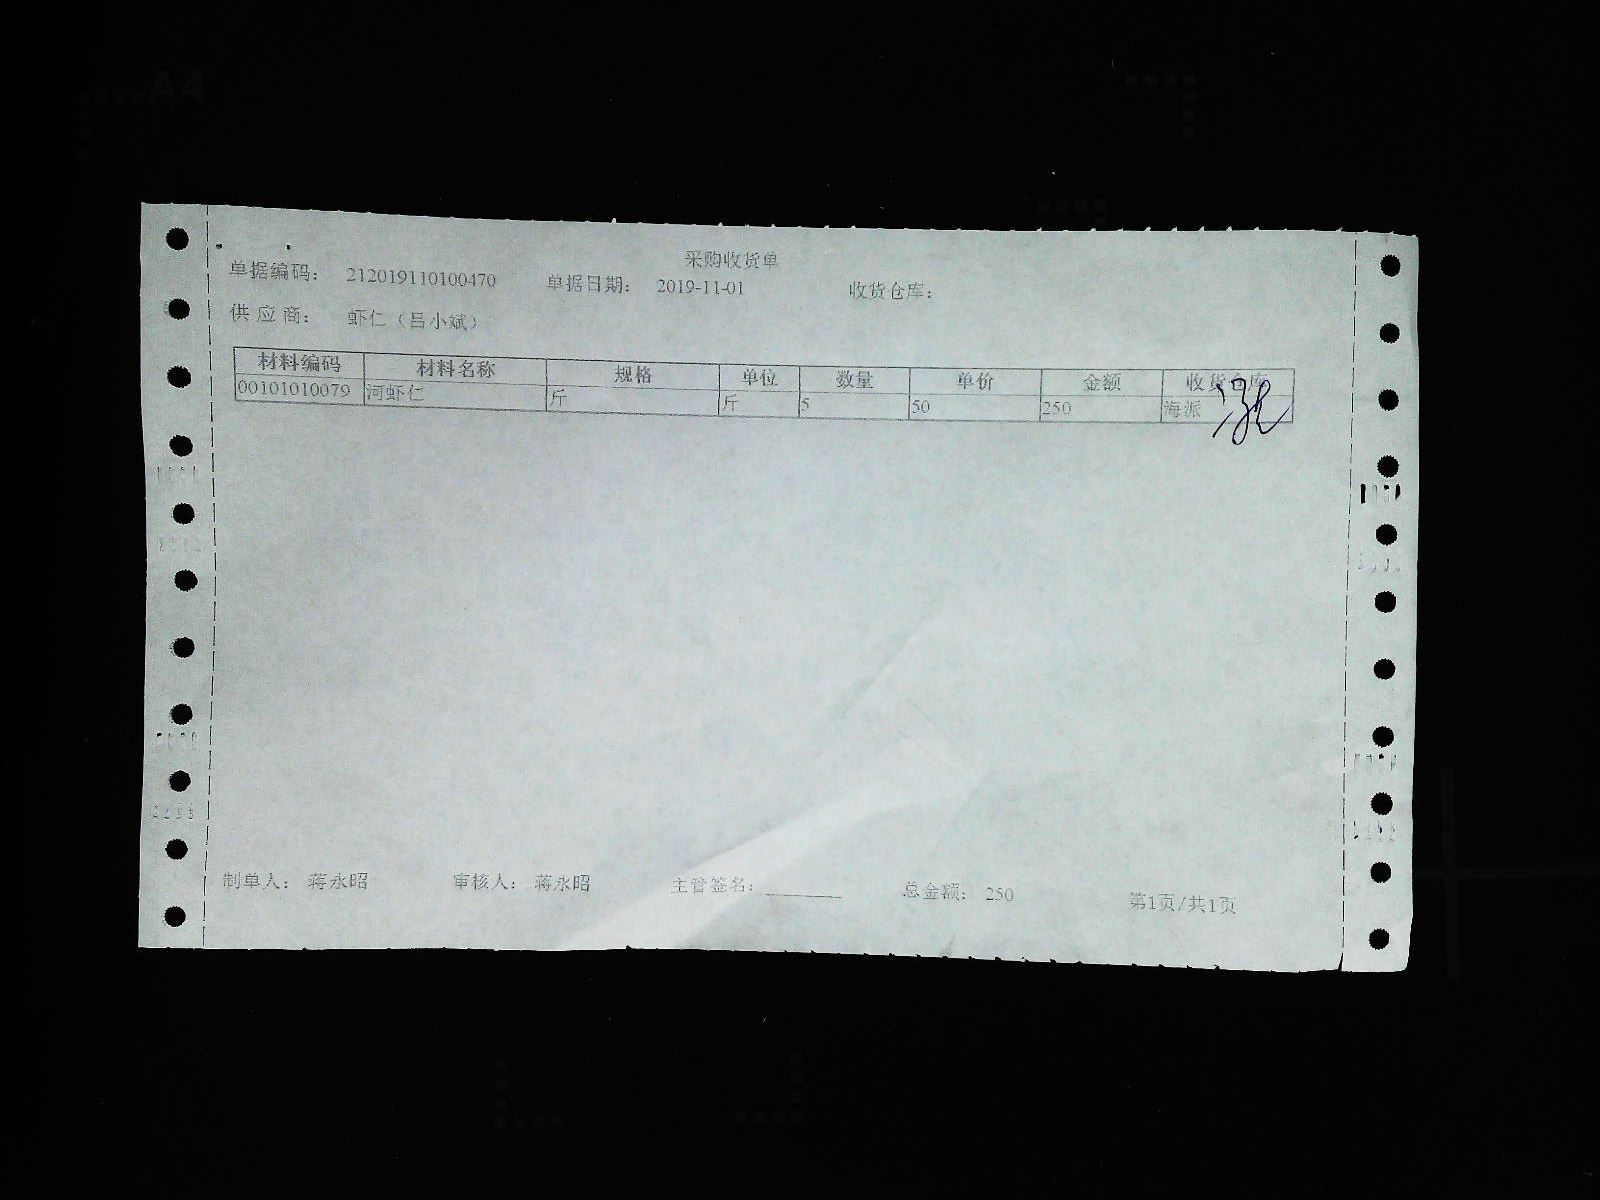 采购收货单
单据编码： 212019110100470 单据日期： 2019-11-01 收货仓库：
供应商： 虾仁（吕小斌）
材料编码 材料名称 规格 单位 数量 单价 金额 收货仓库
00101010079 河虾仁 斤 斤 5 50 250 海派
制单人： 蒋永昭 审核人： 蒋永昭 主管签名： 总金额： 250 第1页/共1页